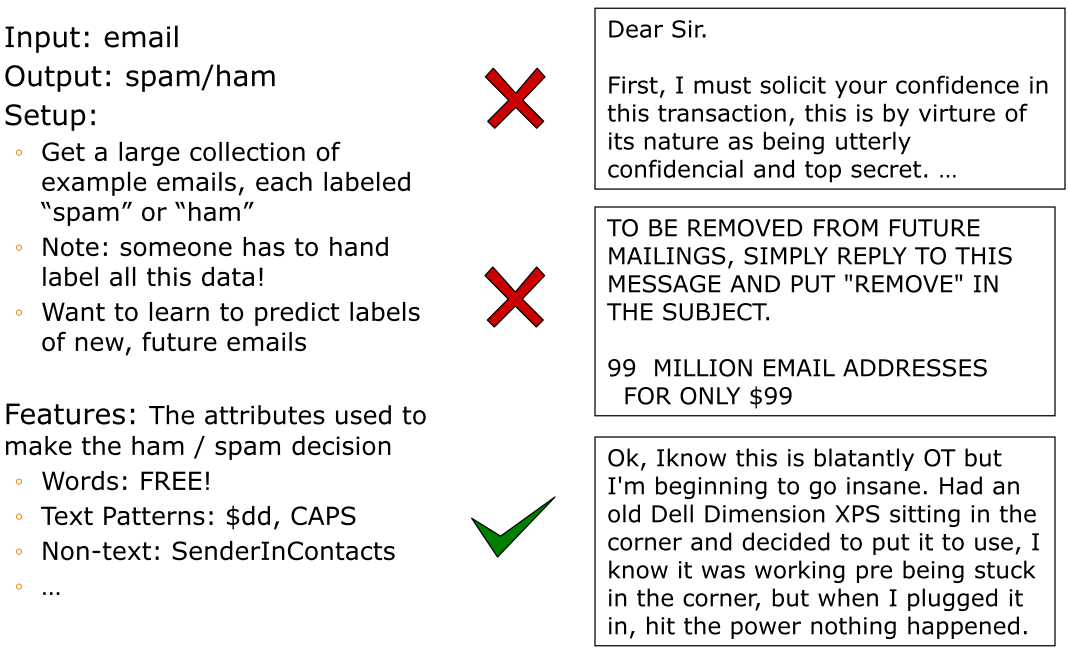 Input: email
Output: spam/ham
Setup:
Get a large collection of
example emails, each labeled
“spam” or “ham”
Note: someone has to hand
label all this data!
Want to learn to predict labels
of new, future emails
Features: The attributes used to
make the ham / spam decision
Words: FREE!
Text Patterns: $dd, CAPS
Non-text: SenderInContacts
…
Dear Sir.
First, I must solicit your confidence in
this transaction, this is by virture of
its nature as being utterly
confidencial and top secret. …
TO BE REMOVED FROM FUTURE
MAILINGS, SIMPLY REPLY TO THIS
MESSAGE AND PUT "REMOVE" IN
THE SUBJECT.
99  MILLION EMAIL ADDRESSES
FOR ONLY $99
Ok, Iknow this is blatantly OT but
I'm beginning to go insane. Had an
old Dell Dimension XPS sitting in the
corner and decided to put it to use, I
know it was working pre being stuck
in the corner, but when I plugged it
in, hit the power nothing happened.